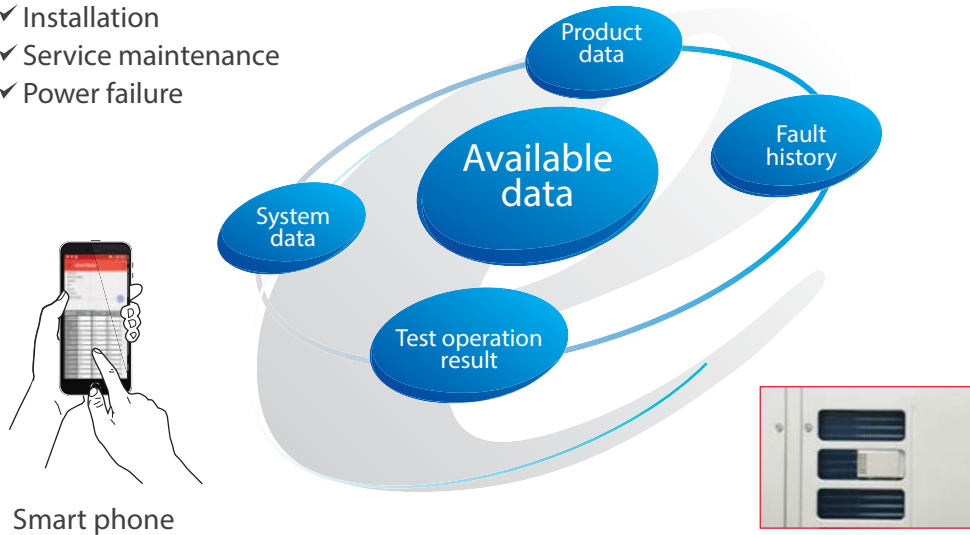 Installation
Service maintenance
Power failure
Product
data
Available
data
Fault
history
System
data
Test operation
result
Smart phone